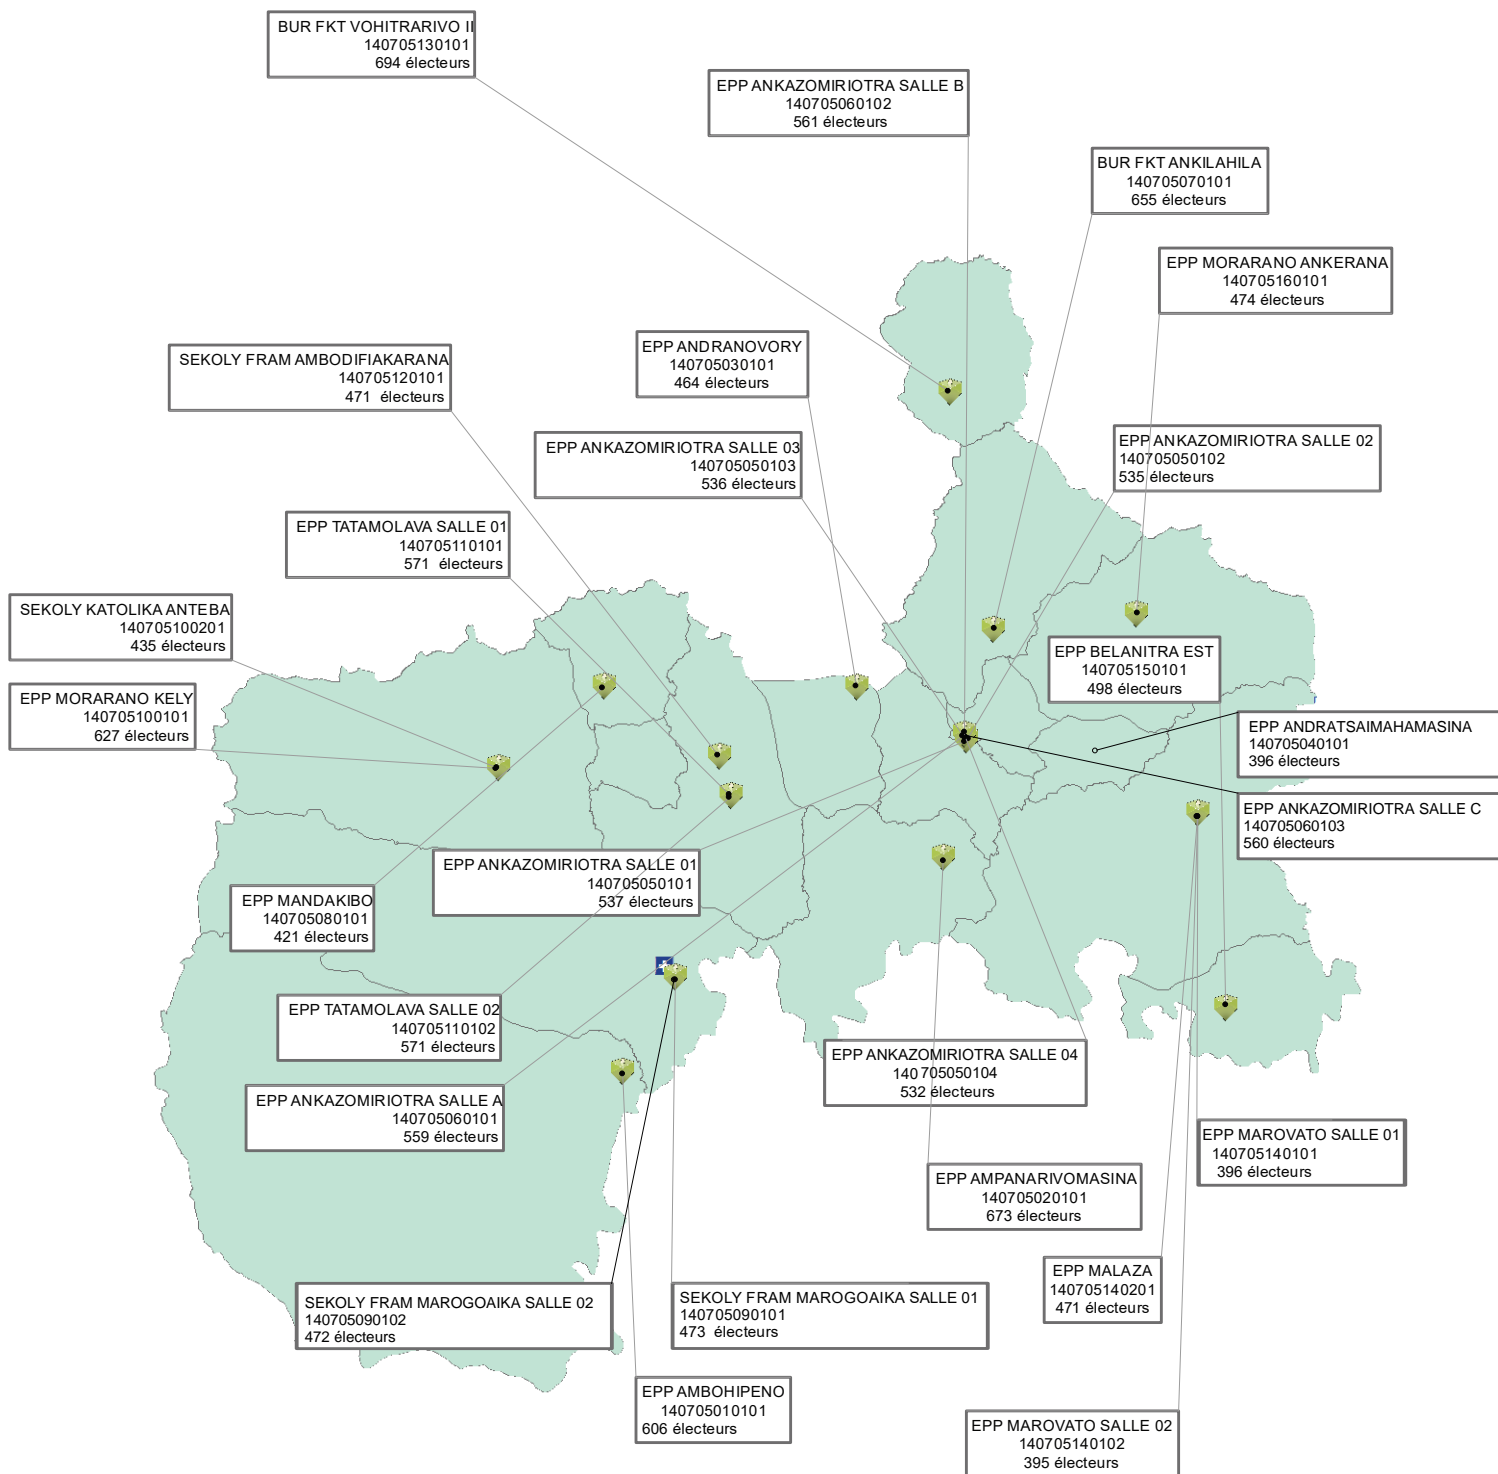 BUR FKT VOHITRARIVO II
140705130101
694 électeurs
EPP ANKAZOMIRIOTRA SALLE B
140705060102
561 électeurs
BUR FKT ANKILAHILA
140705070101
655 électeurs
EPP MORARANO ANKERANA
140705160101
474 électeurs
EPP ANDRANOVORY
140705030101
464 électeurs
SEKOLY FRAM AMBODIFIAKARANA
140705120101
471 électeurs
EPP ANKAZOMIRIOTRA SALLE 03
140705050103
536 électeurs
EPP ANKAZOMIRIOTRA SALLE 02
140705050102
535 électeurs
EPP TATAMOLAVA SALLE 01
140705110101
571 électeurs
SEKOLY KATOLIKA ANTEBA
140705100201
435 électeurs
EPP BELANITRA EST
140705150101
498 électeurs
EPP MORARANO KELY
140705100101
627 électeurs
EPP ANDRATSAIMAHAMASINA
140705040101
396 électeurs
EPP ANKAZOMIRIOTRA SALLE C
140705060103
560 électeurs
EPP ANKAZOMIRIOTRA SALLE 01
140705050101
537 électeurs
EPP MANDAKIBO
140705080101
421 électeurs
EPP TATAMOLAVA SALLE 02
140705110102
571 électeurs
EPP ANKAZOMIRIOTRA SALLE 04
140705050104
532 électeurs
EPP ANKAZOMIRIOTRA SALLE A
140705060101
559 électeurs
EPP MAROVATO SALLE 01
140705140101
396 électeurs
EPP AMPANARIVOMASINA
140705020101
673 électeurs
EPP MALAZA
140705140201
471 électeurs
SEKOLY FRAM MAROGOAIKA SALLE 02
140705090102
472 électeurs
SEKOLY FRAM MAROGOAIKA SALLE 01
140705090101
473 électeurs
EPP AMBOHIPENO
140705010101
606 électeurs
EPP MAROVATO SALLE 02
140705140102
395 électeurs